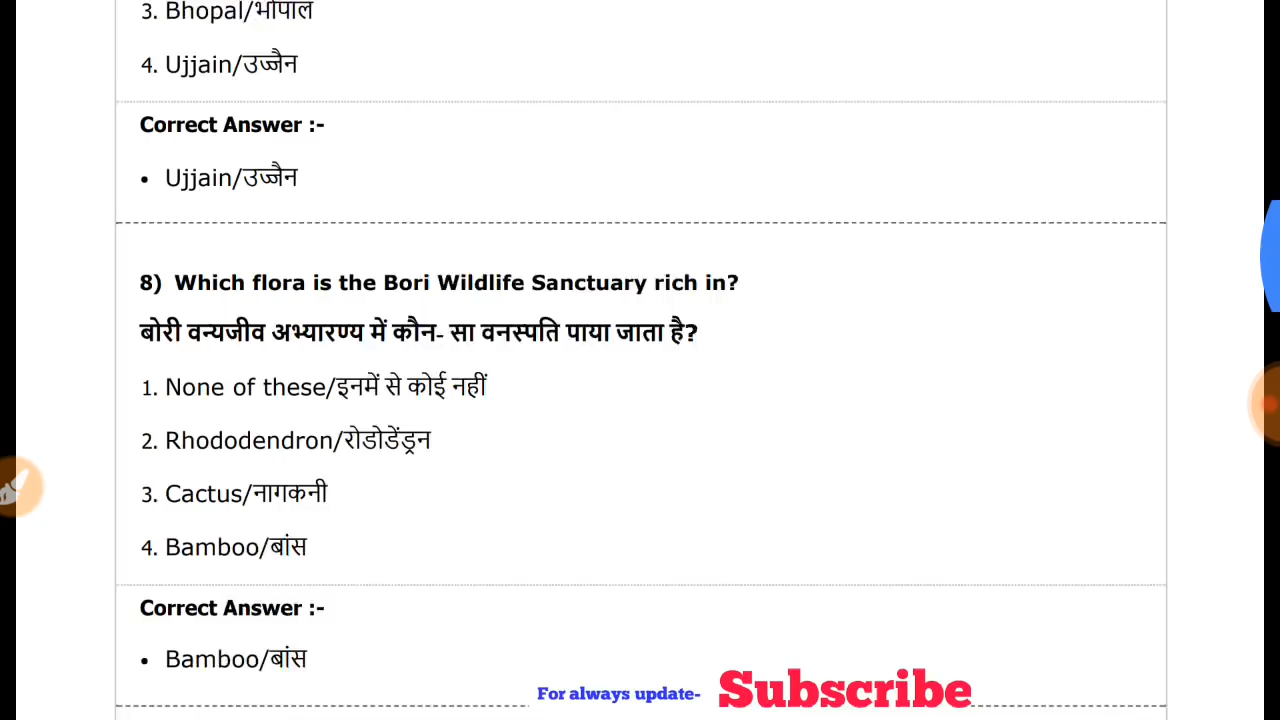 3. Bhopal/भोपाल
4. Ujjain/उज्जैन
Correct Answer :-
• Ujjain/उज्जैन
8) Which flora is the Bori Wildlife Sanctuary rich in?
बोरी वन्यजीव अभ्यारण्य में कौन- सा वनस्पति पाया जाता है?
1. None of these/इनमें से कोई नहीं
2. Rhododendron/रोडोडेंड्रन
3. Cactus/नागकनी
4. Bamboo/बांस
Correct Answer :-
• Bamboo/बांस
For always update- Subscribe